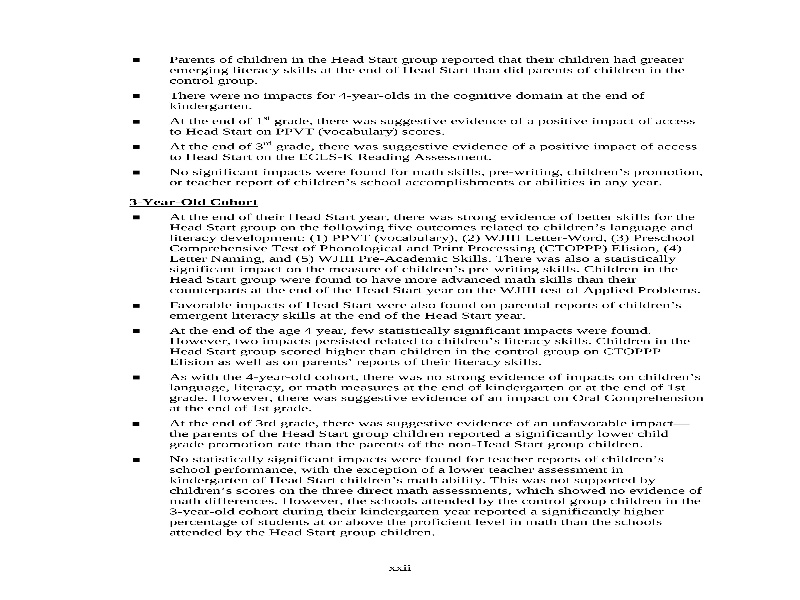 ▪ Parents of children in the Head Start group reported that their children had greater
emerging literacy skills at the end of Head Start than did parents of children in the
control group.
▪ There were no impacts for 4-year-olds in the cognitive domain at the end of
kindergarten.
▪ At the end of 1st grade, there was suggestive evidence of a positive impact of access
to Head Start on PPVT (vocabulary) scores.
▪ At the end of 3rd grade, there was suggestive evidence of a positive impact of access
to Head Start on the ECLS-K Reading Assessment.
▪ No significant impacts were found for math skills, pre-writing, children's promotion,
or teacher report of children's school accomplishments or abilities in any year.
3-Year-Old Cohort
▪ At the end of their Head Start year, there was strong evidence of better skills for the
Head Start group on the following five outcomes related to children's language and
literacy development: (1) PPVT (vocabulary), (2) WJIII Letter-Word, (3) Preschool
Comprehensive Test of Phonological and Print Processing (CTOPPP) Elision, (4)
Letter Naming, and (5) WJIII Pre-Academic Skills. There was also a statistically
significant impact on the measure of children's pre-writing skills. Children in the
Head Start group were found to have more advanced math skills than their
counterparts at the end of the Head Start year on the WJIII test of Applied Problems.
▪ Favorable impacts of Head Start were also found on parental reports of children's
emergent literacy skills at the end of the Head Start year.
▪ At the end of the age 4 year, few statistically significant impacts were found.
However, two impacts persisted related to children's literacy skills. Children in the
Head Start group scored higher than children in the control group on CTOPPP
Elision as well as on parents' reports of their literacy skills.
▪ As with the 4-year-old cohort, there was no strong evidence of impacts on children's
language, literacy, or math measures at the end of kindergarten or at the end of 1st
grade. However, there was suggestive evidence of an impact on Oral Comprehension
at the end of 1st grade.
▪ At the end of 3rd grade, there was suggestive evidence of an unfavorable impact—
the parents of the Head Start group children reported a significantly lower child
grade promotion rate than the parents of the non-Head Start group children.
▪ No statistically significant impacts were found for teacher reports of children's
school performance, with the exception of a lower teacher assessment in
kindergarten of Head Start children's math ability. This was not supported by
children's scores on the three direct math assessments, which showed no evidence of
math differences. However, the schools attended by the control group children in the
3-year-old cohort during their kindergarten year reported a significantly higher
percentage of students at or above the proficient level in math than the schools
attended by the Head Start group children.
xxii